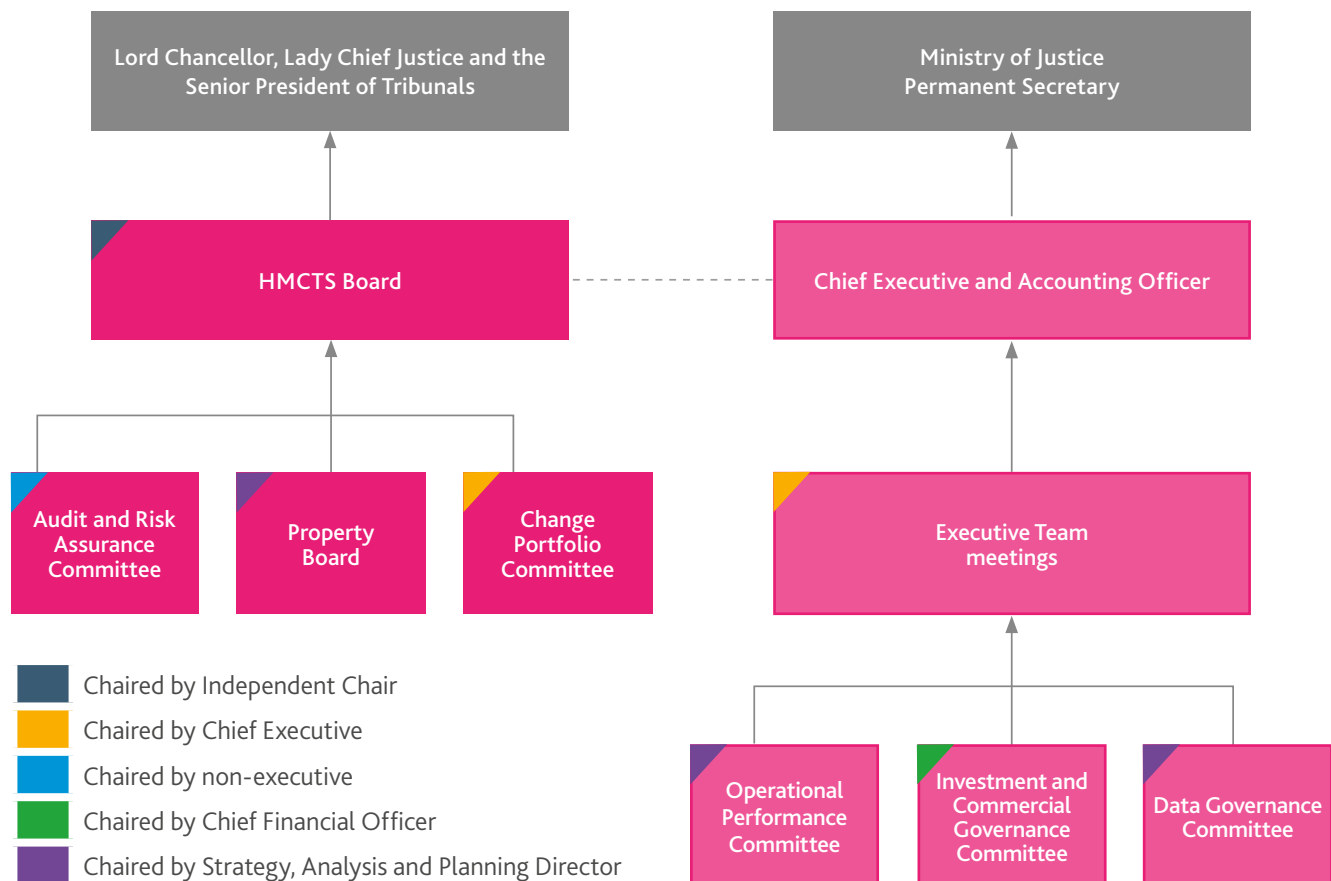 Lord Chancellor, Lady Chief Justice and the
Senior President of Tribunals
Ministry of Justice
Permanent Secretary
HMCTS Board
Chief Executive and Accounting Officer
Audit and Risk
Assurance
Committee
Property
Board
Change
Portfolio
Committee
Executive Team
meetings
Chaired by Independent Chair
Chaired by Chief Executive
Chaired by non-executive
Chaired by Chief Financial Officer
Chaired by Strategy, Analysis and Planning Director
Operational
Performance
Committee
Investment and
Commercial
Governance
Committee
Data Governance
Committee